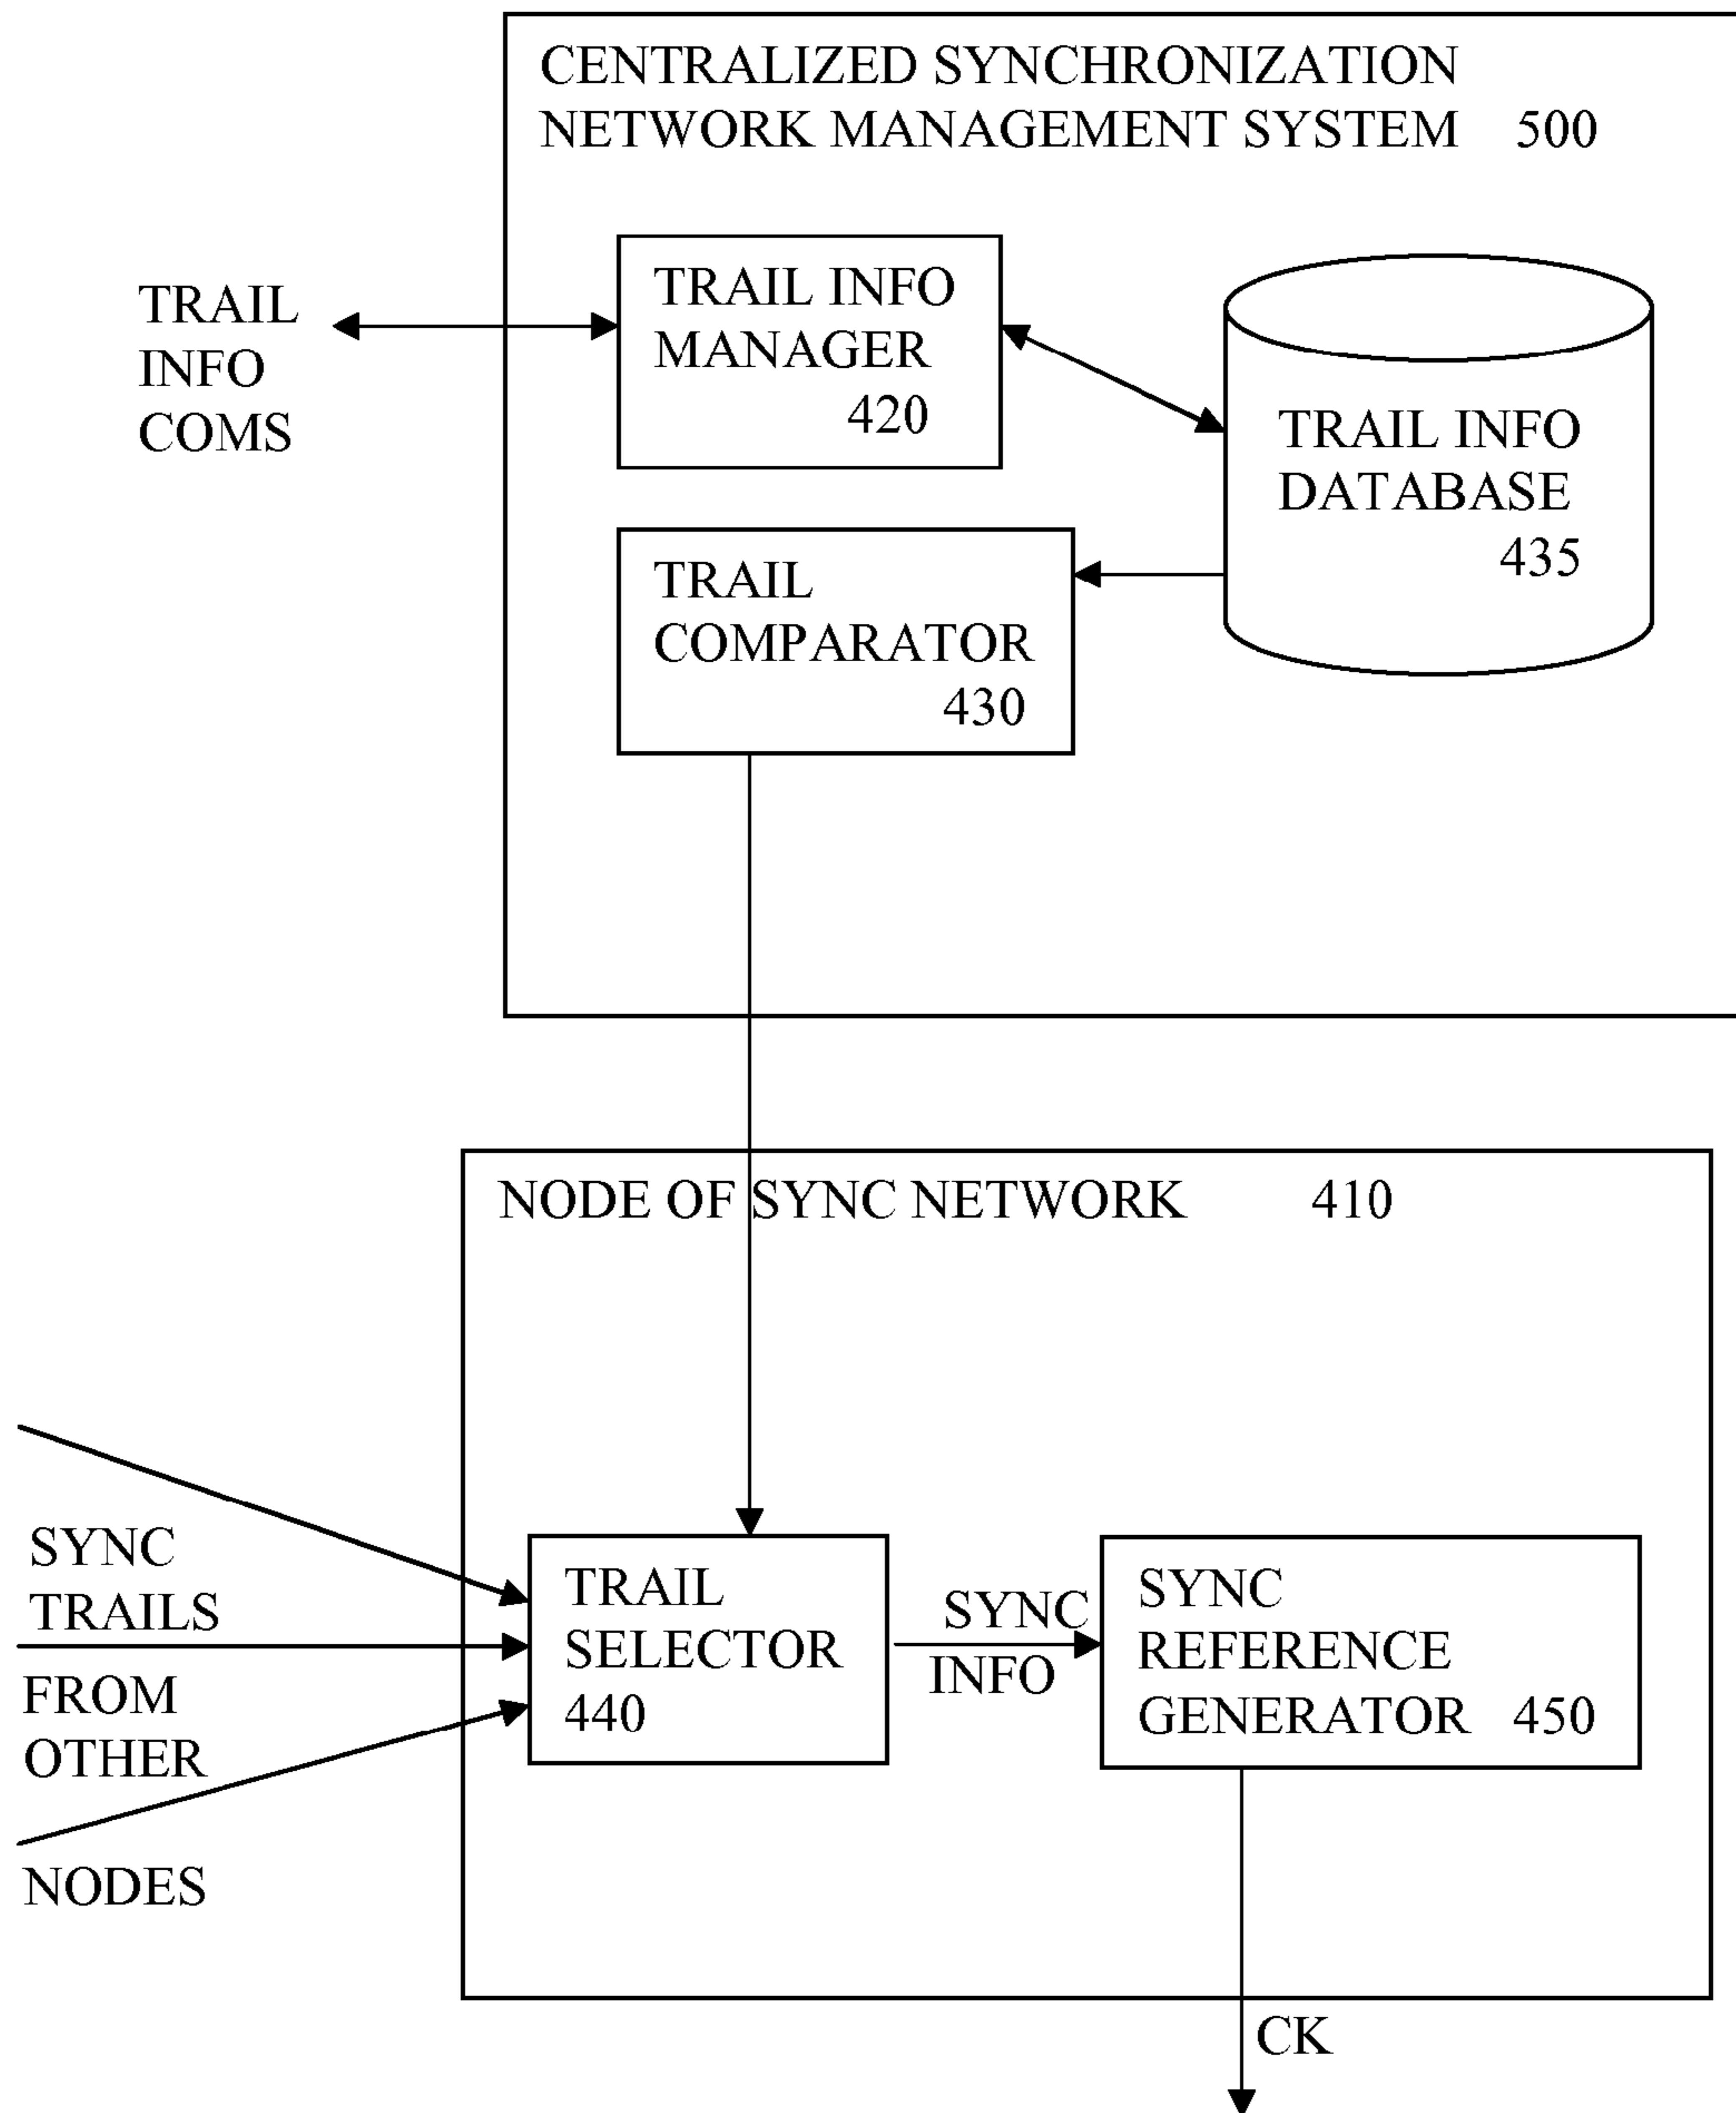 CENTRALIZED SYNCHRONIZATION
NETWORK MANAGEMENT SYSTEM 500
TRAIL
INFO
COMS
TRAIL INFO
MANAGER
420
TRAIL INFO
DATABASE
435
TRAIL
COMPARATOR
430
NODE OF SYNC NETWORK 410
SYNC
TRAILS
FROM
OTHER
NODES
TRAIL
SELECTOR
440
SYNC
INFO
SYNC
REFERENCE
GENERATOR 450
CK